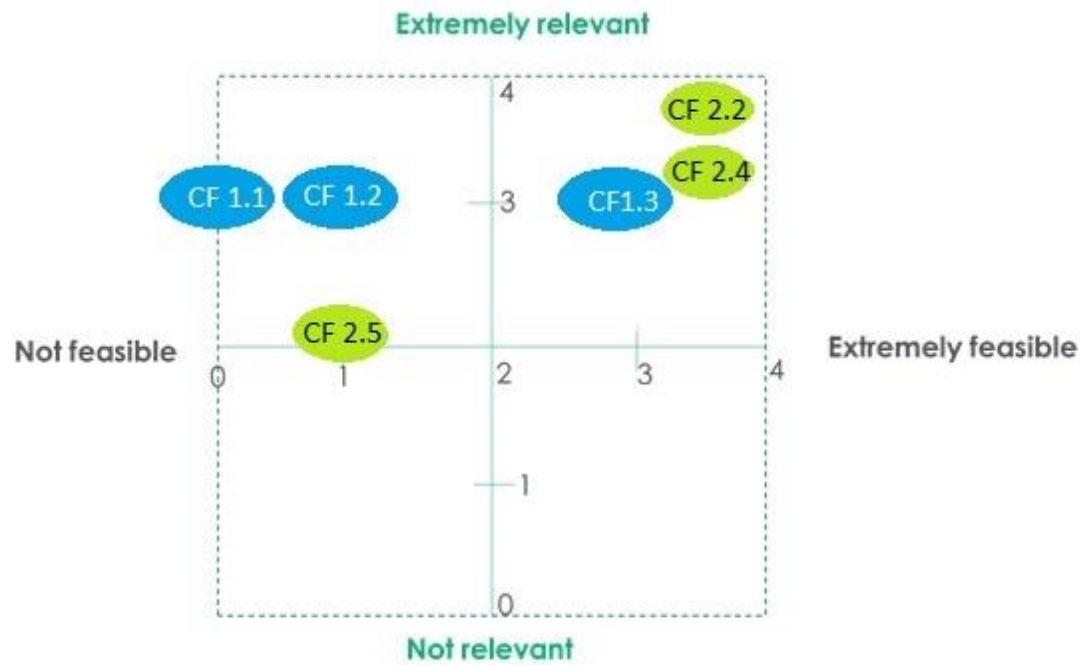 Extremely relevant
4
CF 2.2
CF 2.4
CF 1.1
CF 1.2
CF1.3
3
CF 2.5
Not feasible
Extremely feasible
0
1
2
3
4
1
0
Not relevant